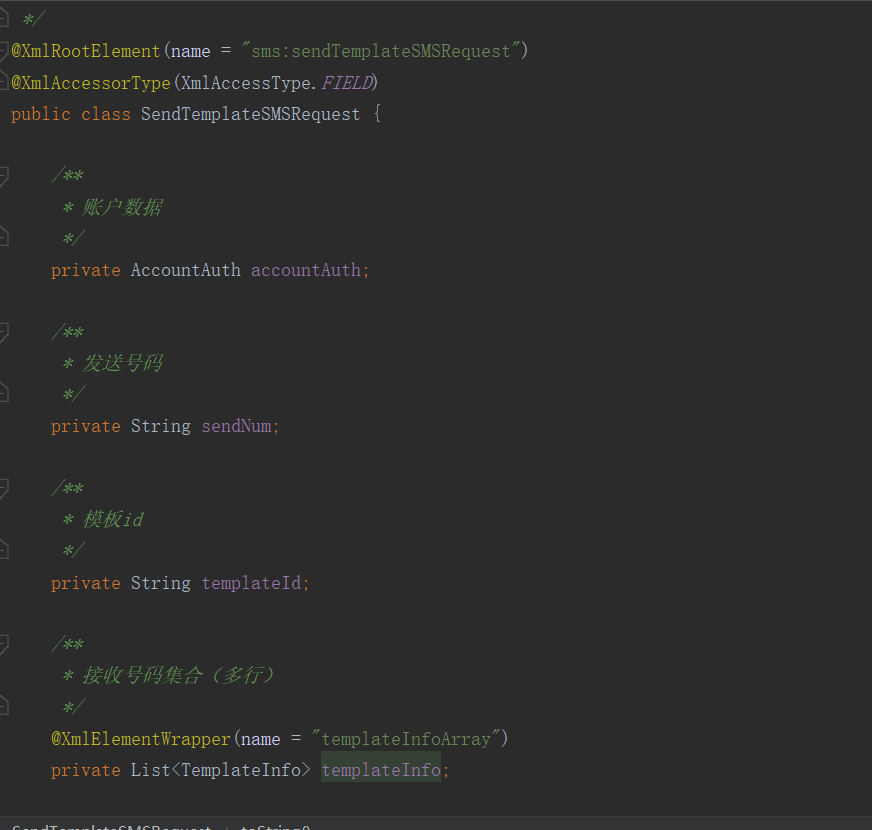 */
@XmlRootElement(name = "sms:sendTemplateSMSRequest")
@XmlAccessorType(XmlAccessType.FIELD)
public class SendTemplateSMSRequest {
/**
* 账户数据
*/
private AccountAuth accountAuth;
/**
* 发送号码
*/
private String sendNum;
/**
* 模板id
*/
private String templateId;
/**
* 接收号码集合（多行）
*/
@XmlElementWrapper(name = "templateInfoArray")
private List<TemplateInfo> templateInfo;
SendTemplateSMSRequest › toString()